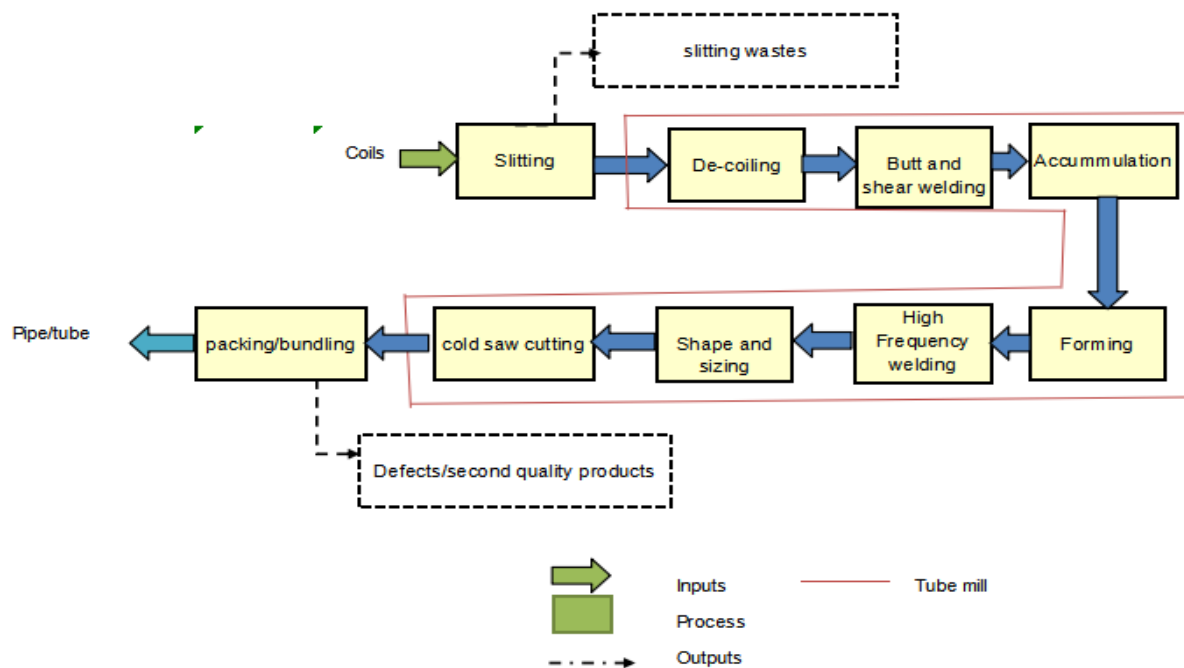 slitting wastes
Coils
Slitting
De-coiling
Butt and
shear welding
Accummulation
Pipe/tube
packing/bundling
cold saw cutting
Shape and
sizing
High
Frequency
welding
Forming
Defects/second quality products
Inputs
Tube mill
Process
Outputs